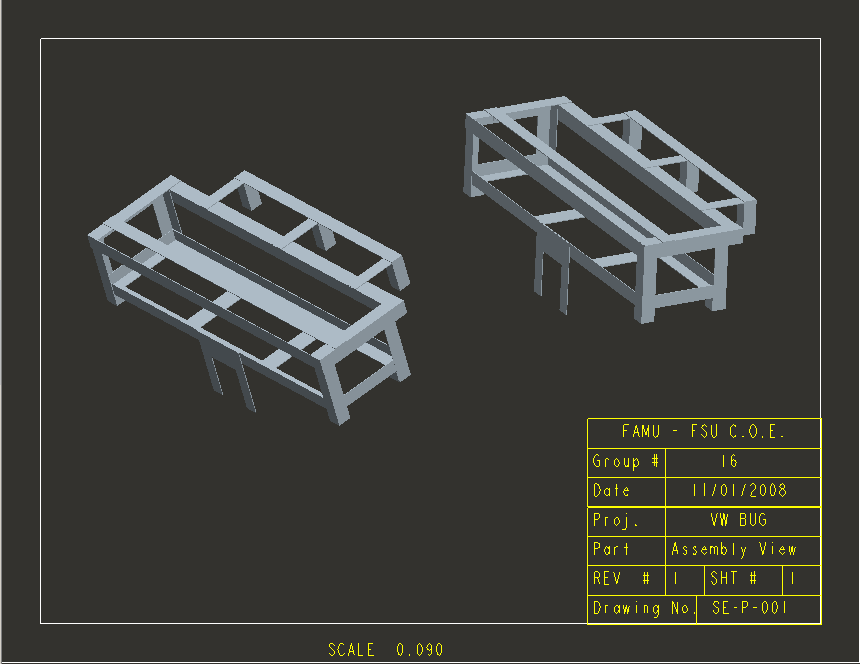 FAMU - FSU C.O.E.
Group # 16
Date 11/01/2008
Proj. VW BUG
Part Assembly View
REV # 1 SHT # 1
Drawing No. SE-P-001
SCALE 0.090